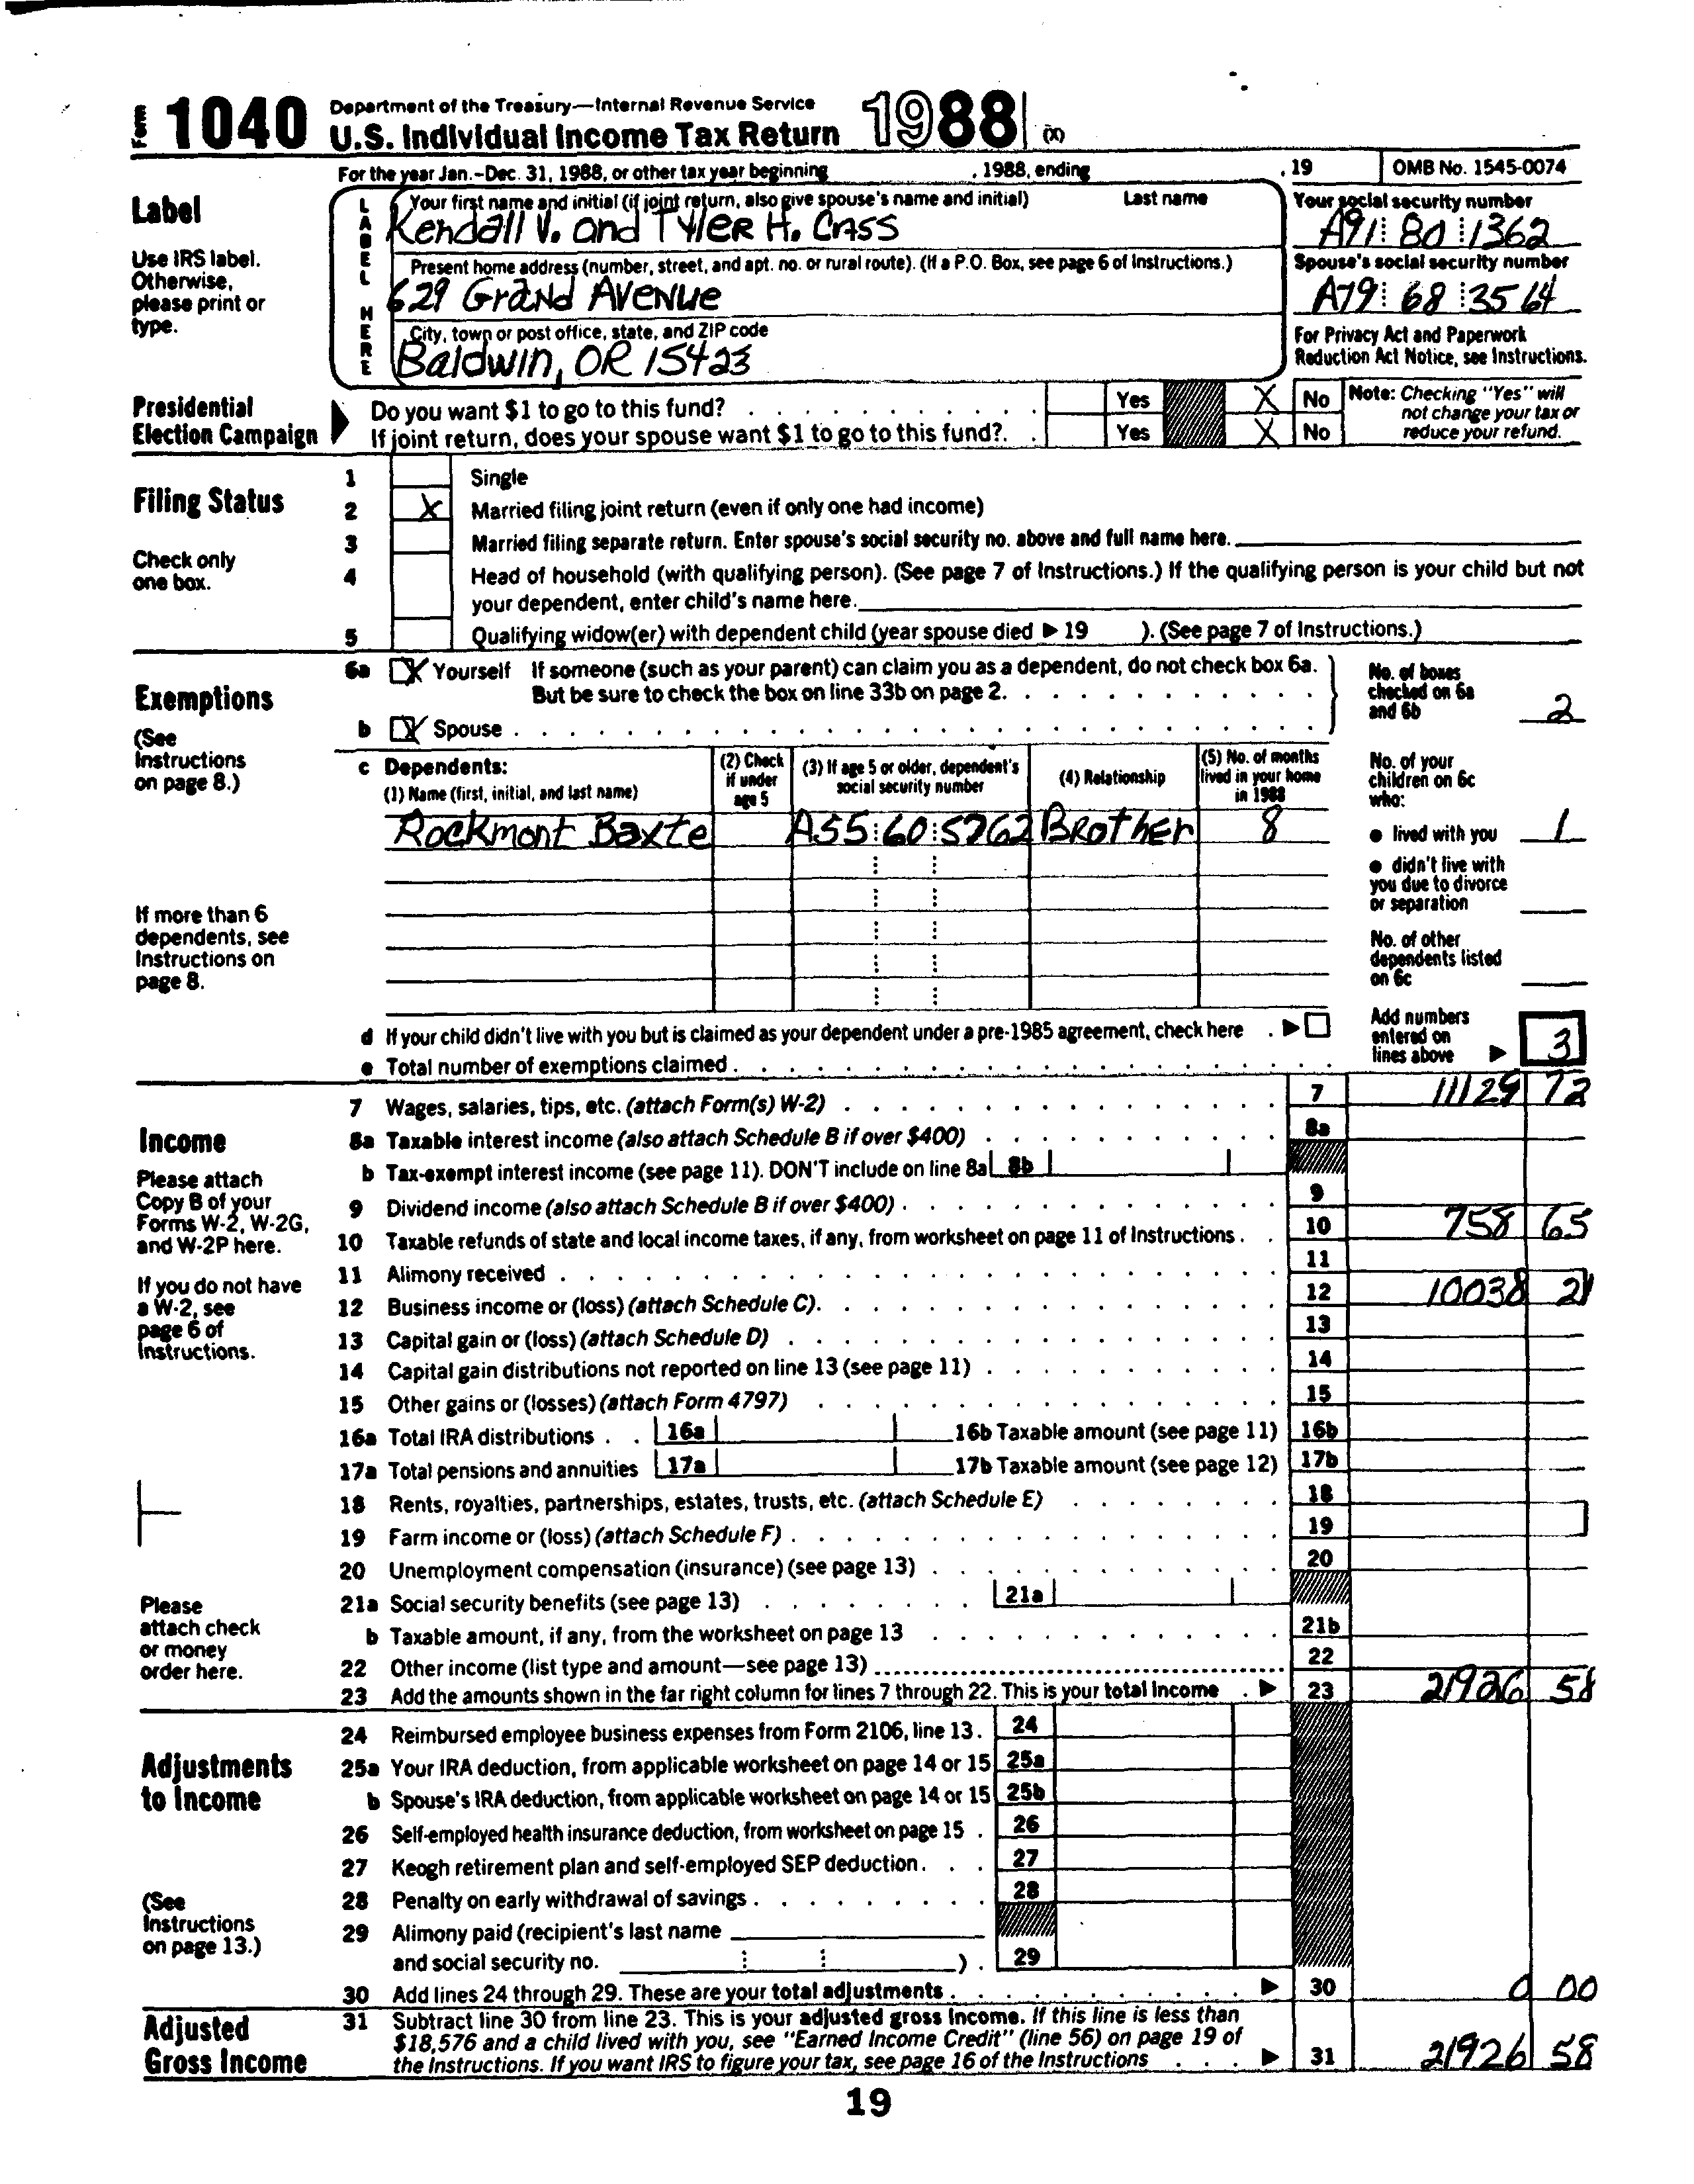 Form 1040 Department of the Treasury—Internal Revenue Service
U.S. Individual Income Tax Return 1988 (X)
For the year Jan.-Dec. 31, 1988, or other tax year beginning , 1988, ending , 19 OMB No. 1545-0074
Label
Use IRS label.
Otherwise,
please print or
type.
LABEL HERE
Your first name and initial (if joint return, also give spouse's name and initial) Last name
Kendall V. and Tyler H. Cass
Present home address (number, street, and apt. no. or rural route). (If a P.O. Box, see page 6 of Instructions.)
629 Grand Avenue
City, town or post office, state, and ZIP code
Baldwin, OR 15423
Your social security number
A91 80 1362
Spouse's social security number
A79 68 3564
For Privacy Act and Paperwork
Reduction Act Notice, see Instructions.
Presidential
Election Campaign
Do you want $1 to go to this fund? Yes X No
If joint return, does your spouse want $1 to go to this fund? Yes X No
Note: Checking "Yes" will
not change your tax or
reduce your refund.
Filing Status
Check only
one box.
1 Single
2 X Married filing joint return (even if only one had income)
3 Married filing separate return. Enter spouse's social security no. above and full name here.
4 Head of household (with qualifying person). (See page 7 of Instructions.) If the qualifying person is your child but not
your dependent, enter child's name here.
5 Qualifying widow(er) with dependent child (year spouse died ▶ 19 ). (See page 7 of Instructions.)
Exemptions
(See
Instructions
on page 8.)
If more than 6
dependents, see
Instructions on
page 8.
6a X Yourself If someone (such as your parent) can claim you as a dependent, do not check box 6a.
But be sure to check the box on line 33b on page 2.
b X Spouse
No. of boxes
checked on 6a
and 6b 2
c Dependents:
(1) Name (first, initial, and last name)
(2) Check
if under
age 5
(3) If age 5 or older, dependent's
social security number
(4) Relationship
(5) No. of months
lived in your home
in 1988
Rockmont Baxte A55 60 5762 Brother 8
No. of your
children on 6c
who:
● lived with you 1
● didn't live with
you due to divorce
or separation
No. of other
dependents listed
on 6c
d If your child didn't live with you but is claimed as your dependent under a pre-1985 agreement, check here ▶
e Total number of exemptions claimed
Add numbers
entered on
lines above ▶ 3
Income
Please attach
Copy B of your
Forms W-2, W-2G,
and W-2P here.
If you do not have
a W-2, see
page 6 of
Instructions.
Please
attach check
or money
order here.
7 Wages, salaries, tips, etc. (attach Form(s) W-2) 7 11129 72
8a Taxable interest income (also attach Schedule B if over $400) 8a
b Tax-exempt interest income (see page 11). DON'T include on line 8a 8b
9 Dividend income (also attach Schedule B if over $400) 9
10 Taxable refunds of state and local income taxes, if any, from worksheet on page 11 of Instructions 10 758 65
11 Alimony received 11
12 Business income or (loss) (attach Schedule C) 12 10038 21
13 Capital gain or (loss) (attach Schedule D) 13
14 Capital gain distributions not reported on line 13 (see page 11) 14
15 Other gains or (losses) (attach Form 4797) 15
16a Total IRA distributions 16a 16b Taxable amount (see page 11) 16b
17a Total pensions and annuities 17a 17b Taxable amount (see page 12) 17b
18 Rents, royalties, partnerships, estates, trusts, etc. (attach Schedule E) 18
19 Farm income or (loss) (attach Schedule F) 19
20 Unemployment compensation (insurance) (see page 13) 20
21a Social security benefits (see page 13) 21a
b Taxable amount, if any, from the worksheet on page 13 21b
22 Other income (list type and amount—see page 13) 22
23 Add the amounts shown in the far right column for lines 7 through 22. This is your total income ▶ 23 21926 58
Adjustments
to Income
(See
Instructions
on page 13.)
24 Reimbursed employee business expenses from Form 2106, line 13. 24
25a Your IRA deduction, from applicable worksheet on page 14 or 15 25a
b Spouse's IRA deduction, from applicable worksheet on page 14 or 15 25b
26 Self-employed health insurance deduction, from worksheet on page 15 26
27 Keogh retirement plan and self-employed SEP deduction 27
28 Penalty on early withdrawal of savings 28
29 Alimony paid (recipient's last name
and social security no. ) 29
30 Add lines 24 through 29. These are your total adjustments ▶ 30 0 00
Adjusted
Gross Income
31 Subtract line 30 from line 23. This is your adjusted gross income. If this line is less than
$18,576 and a child lived with you, see "Earned Income Credit" (line 56) on page 19 of
the Instructions. If you want IRS to figure your tax, see page 16 of the Instructions ▶ 31 21926 58
19